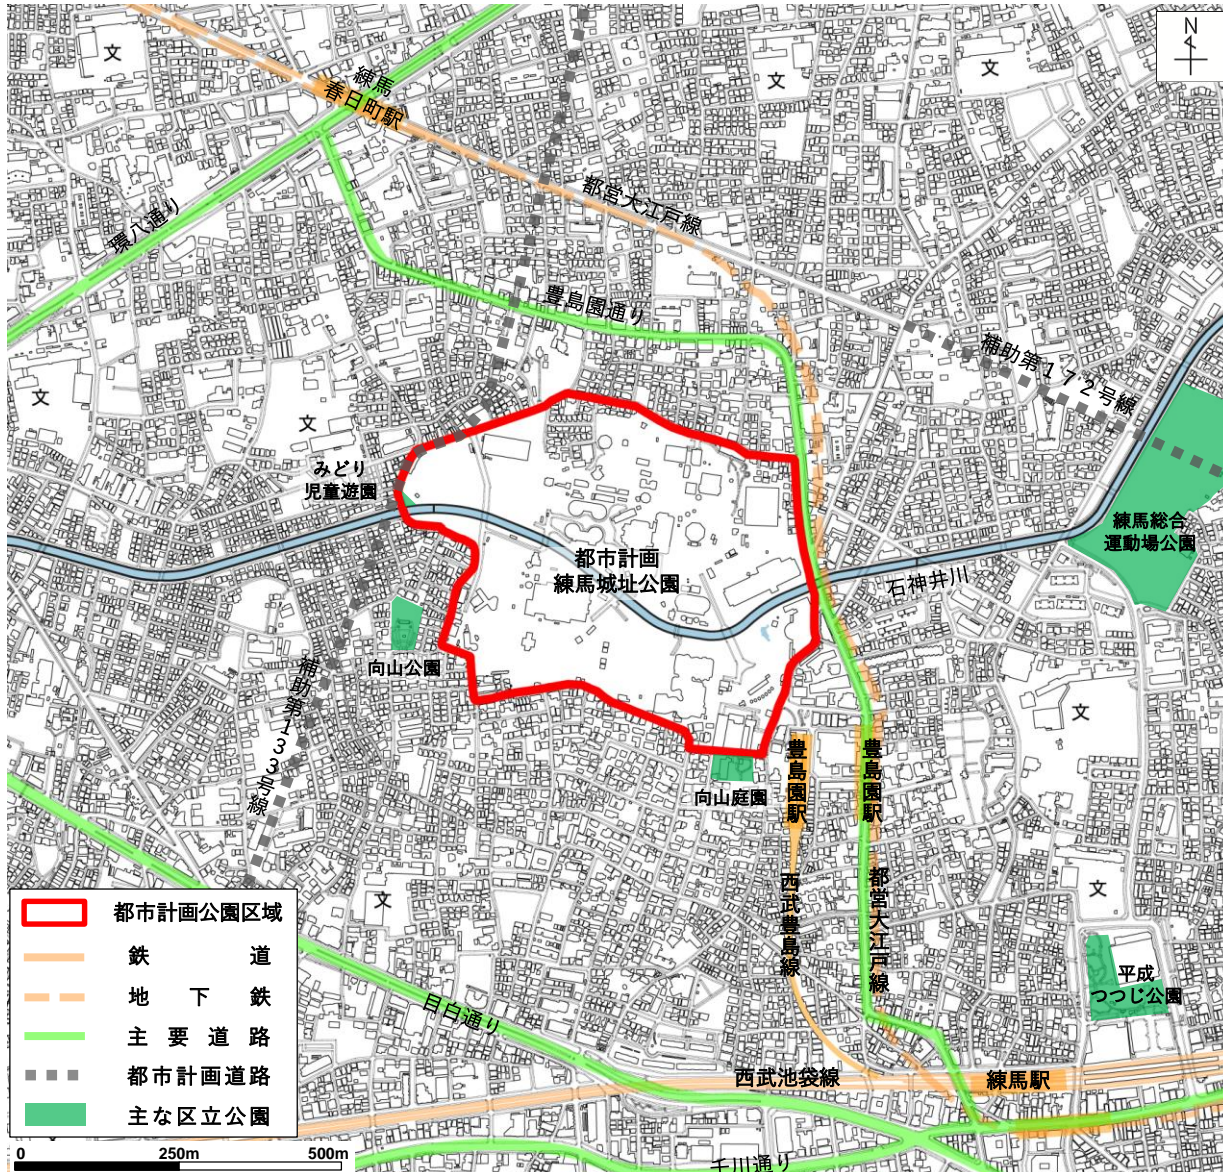 N
文
文
文
練馬
春日町駅
都営大江戸線
環八通り
豊島園通り
補助第172号線
文
文
みどり
児童遊園
練馬総合
運動場公園
都市計画
練馬城址公園
石神井川
向山公園
補助第133号線
文
豊島園駅
豊島園駅
向山庭園
西武豊島線
都営大江戸線
文
文
平成
つつじ公園
目白通り
西武池袋線
練馬駅
千川通り
都市計画公園区域
鉄道
地下鉄
主要道路
都市計画道路
主な区立公園
0 250m 500m